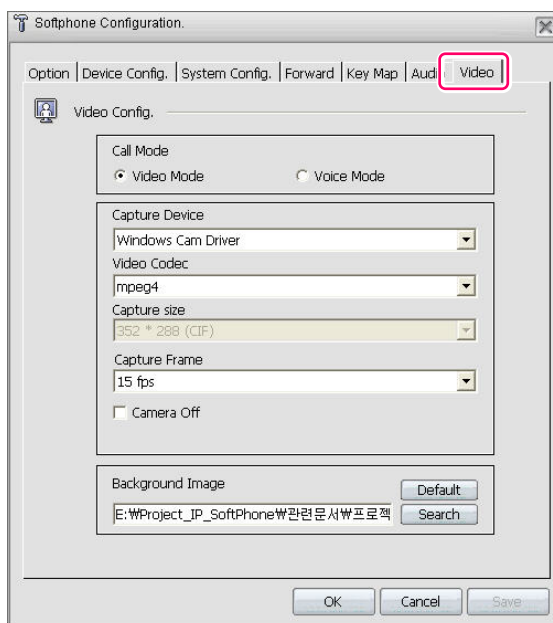 Softphone Configuration.
Option Device Config. System Config. Forward Key Map Audi Video
Video Config.
Call Mode
Video Mode Voice Mode
Capture Device
Windows Cam Driver
Video Codec
mpeg4
Capture size
352 * 288 (CIF)
Capture Frame
15 fps
Camera Off
Background Image
Default
E:₩Project_IP_SoftPhone₩관련문서₩프로젝
Search
OK Cancel Save